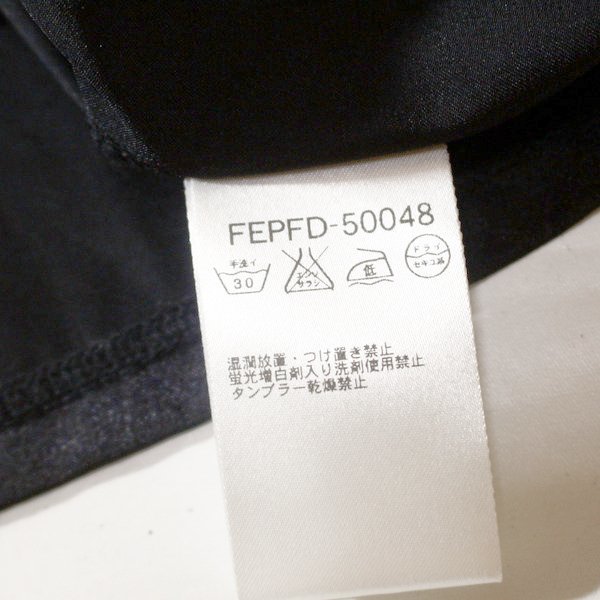 FEPFD-50048
手洗イ 30 エンソ サラシ 低 ドライ セキユ系
湿潤放置・つけ置き禁止
蛍光増白剤入り洗剤使用禁止
タンブラー乾燥禁止